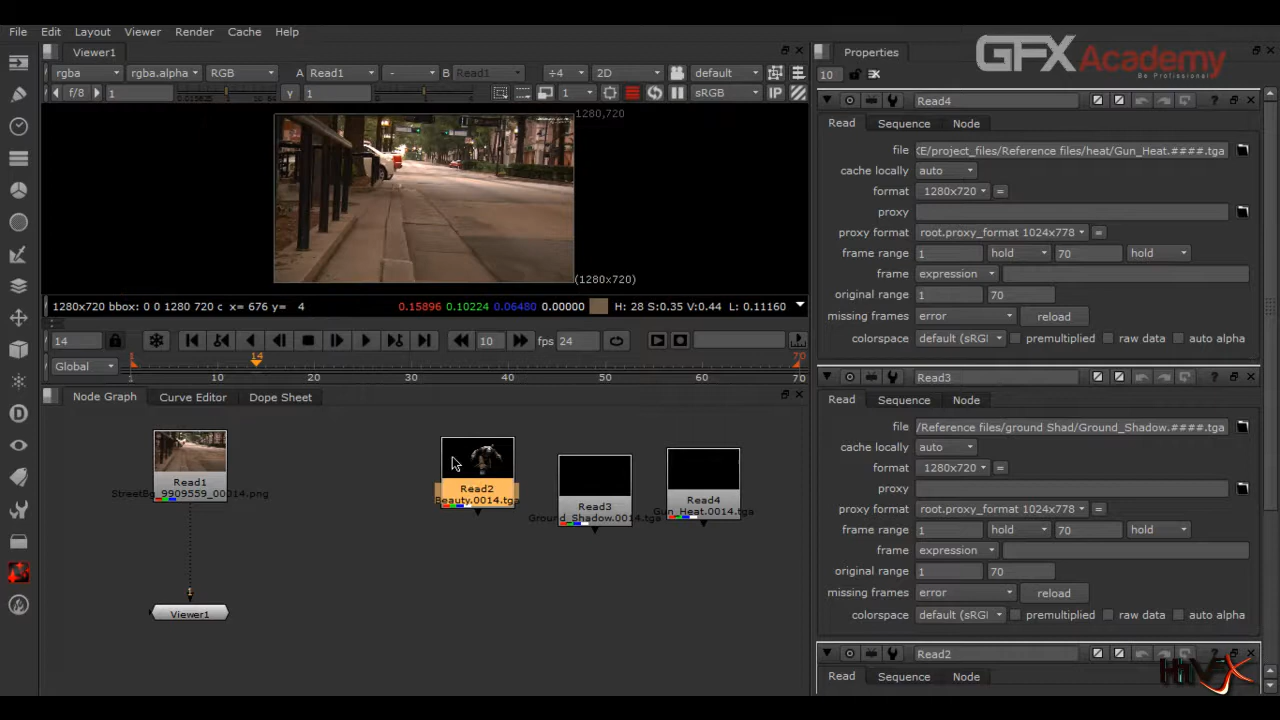 File Edit Layout Viewer Render Cache Help
GFX Academy
Be Professional
Viewer1
rgba rgba.alpha RGB A Read1 - B Read1 ÷4 2D default
f/8 1 Y 1 1 sRGB IP
1280,720
(1280x720)
1280x720 bbox: 0 0 1280 720 c x= 676 y= 4 0.15896 0.10224 0.06480 0.00000 H: 28 S:0.35 V:0.44 L: 0.11160
14 10 fps 24
Global 1 14 70
1 10 20 30 40 50 60 70
Node Graph Curve Editor Dope Sheet
Read1
StreetBg_9909559_00014.png
Read2
Beauty.0014.tga
Read3
Ground_Shadow.0014.tga
Read4
Gun_Heat.0014.tga
Viewer1
Properties
10
Read4
Read Sequence Node
file KE/project_files/Reference files/heat/Gun_Heat.####.tga
cache locally auto
format 1280x720 =
proxy
proxy format root.proxy_format 1024x778 =
frame range 1 hold 70 hold
frame expression
original range 1 70
missing frames error reload
colorspace default (sRGI premultiplied raw data auto alpha
Read3
Read Sequence Node
file /Reference files/ground Shad/Ground_Shadow.####.tga
cache locally auto
format 1280x720 =
proxy
proxy format root.proxy_format 1024x778 =
frame range 1 hold 70 hold
frame expression
original range 1 70
missing frames error reload
colorspace default (sRGI premultiplied raw data auto alpha
Read2
Read Sequence Node